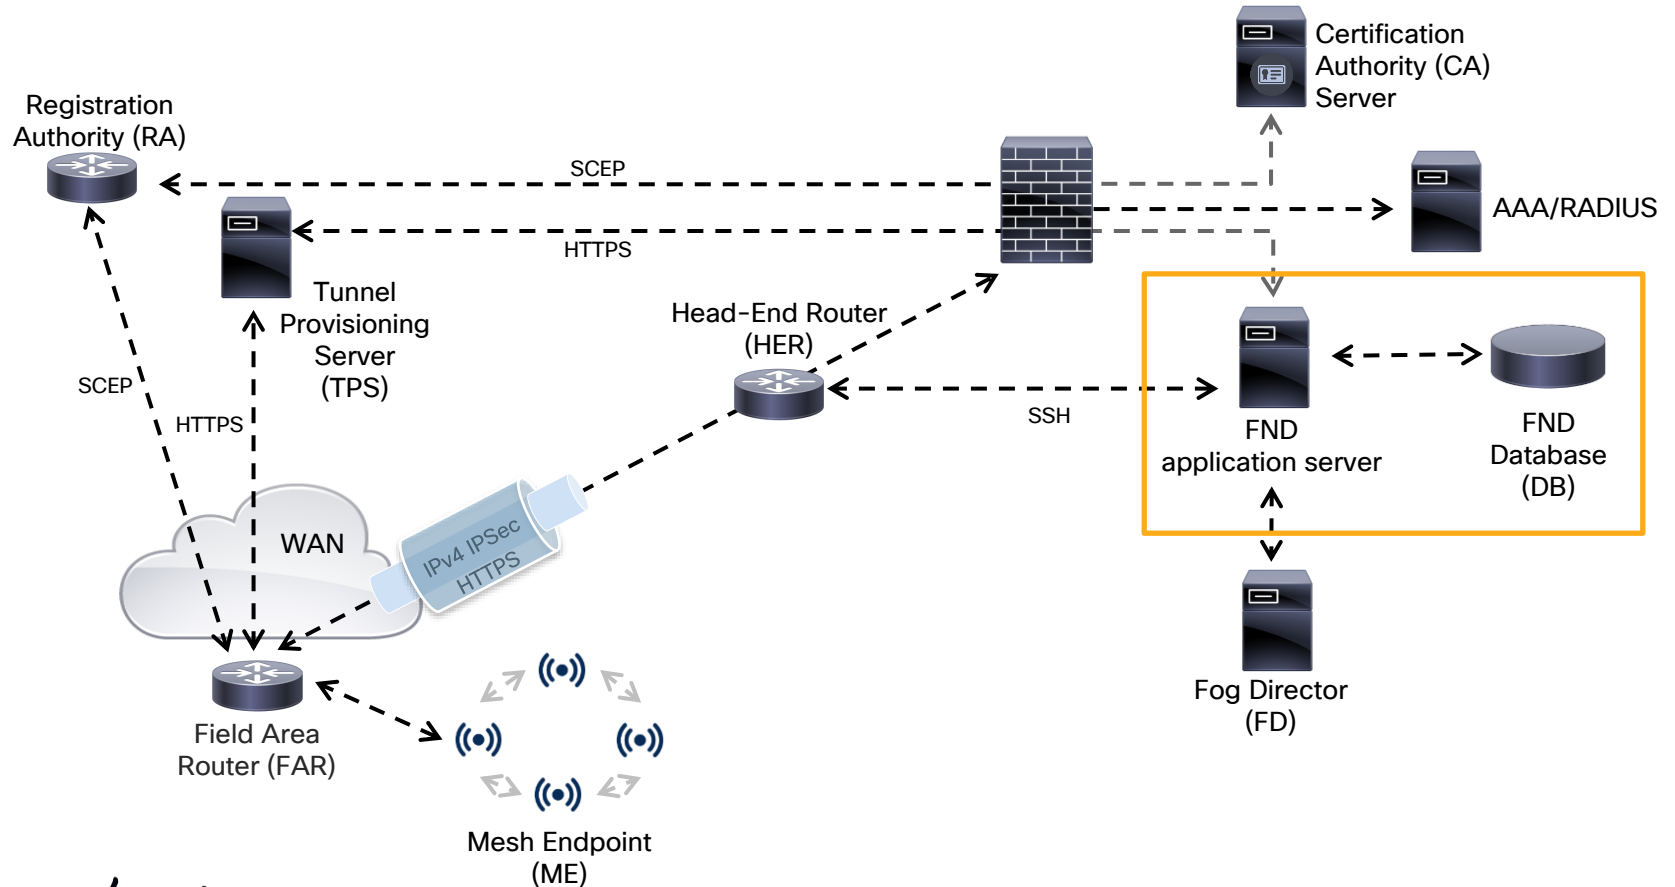 Certification
Authority (CA)
Server
Registration
Authority (RA)
SCEP
AAA/RADIUS
HTTPS
Tunnel
Provisioning
Server
(TPS)
Head-End Router
(HER)
SCEP
HTTPS
SSH
FND
application server
FND
Database
(DB)
WAN
IPv4 IPSec
HTTPS
Fog Director
(FD)
Field Area
Router (FAR)
Mesh Endpoint
(ME)